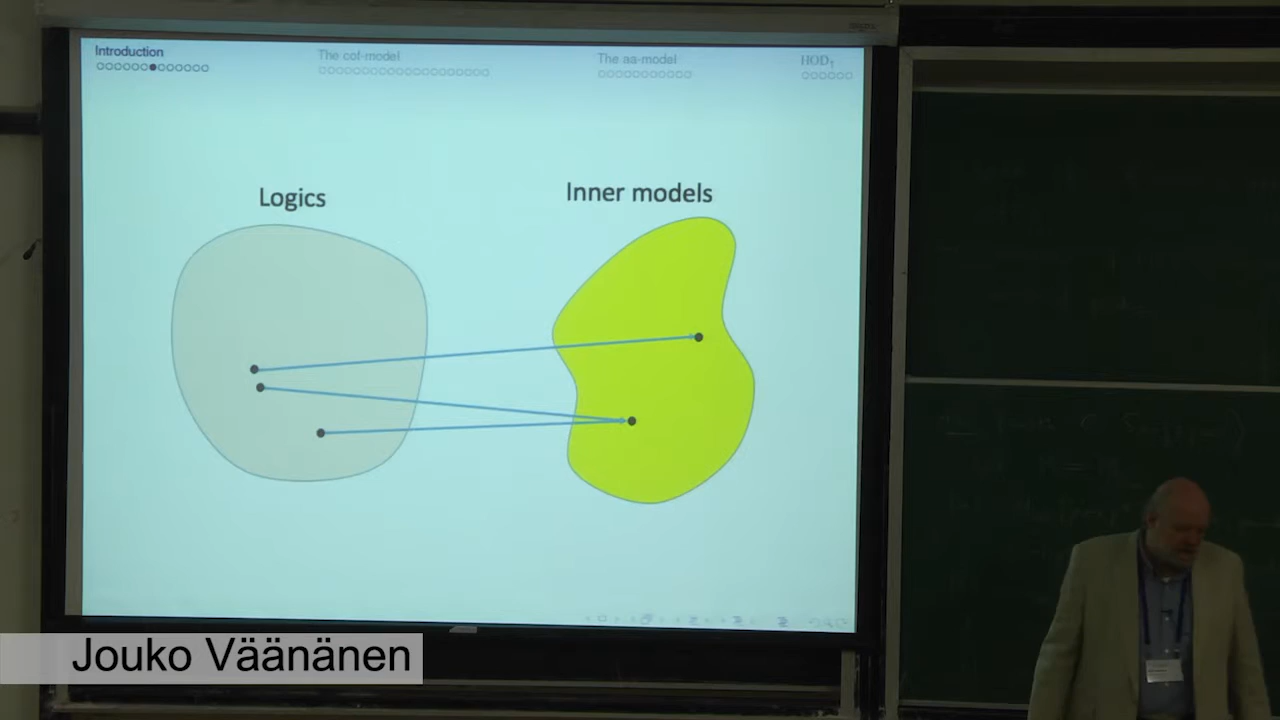 Introduction
The cof-model
The aa-model
HOD₁
Logics
Inner models
Jouko Väänänen